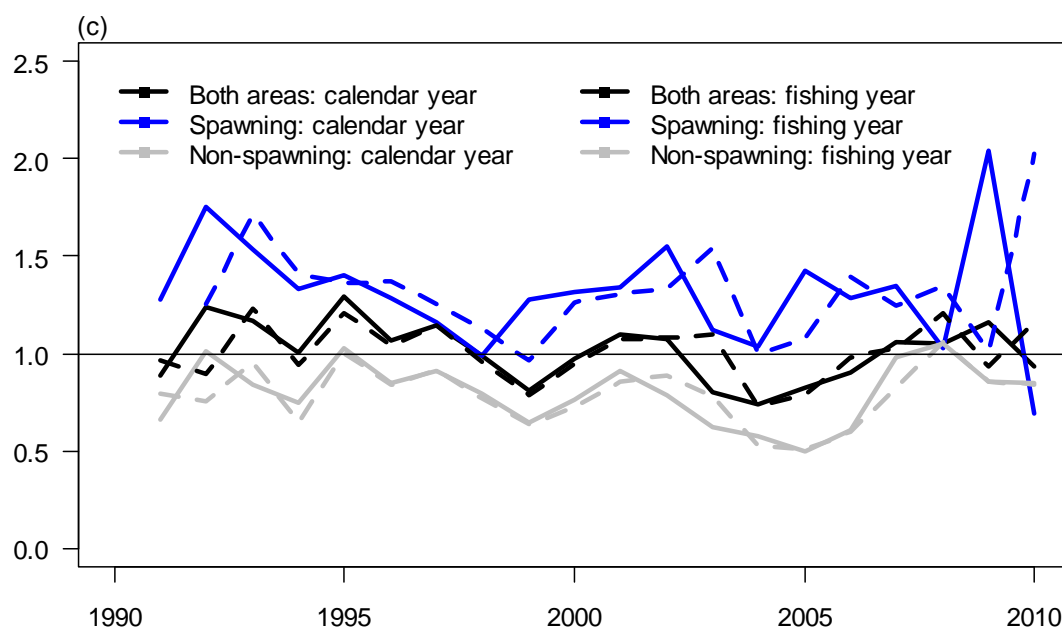 (c)
2.5
Both areas: calendar year Both areas: fishing year
Spawning: calendar year Spawning: fishing year
Non-spawning: calendar year Non-spawning: fishing year
2.0
1.5
1.0
0.5
0.0
1990 1995 2000 2005 2010